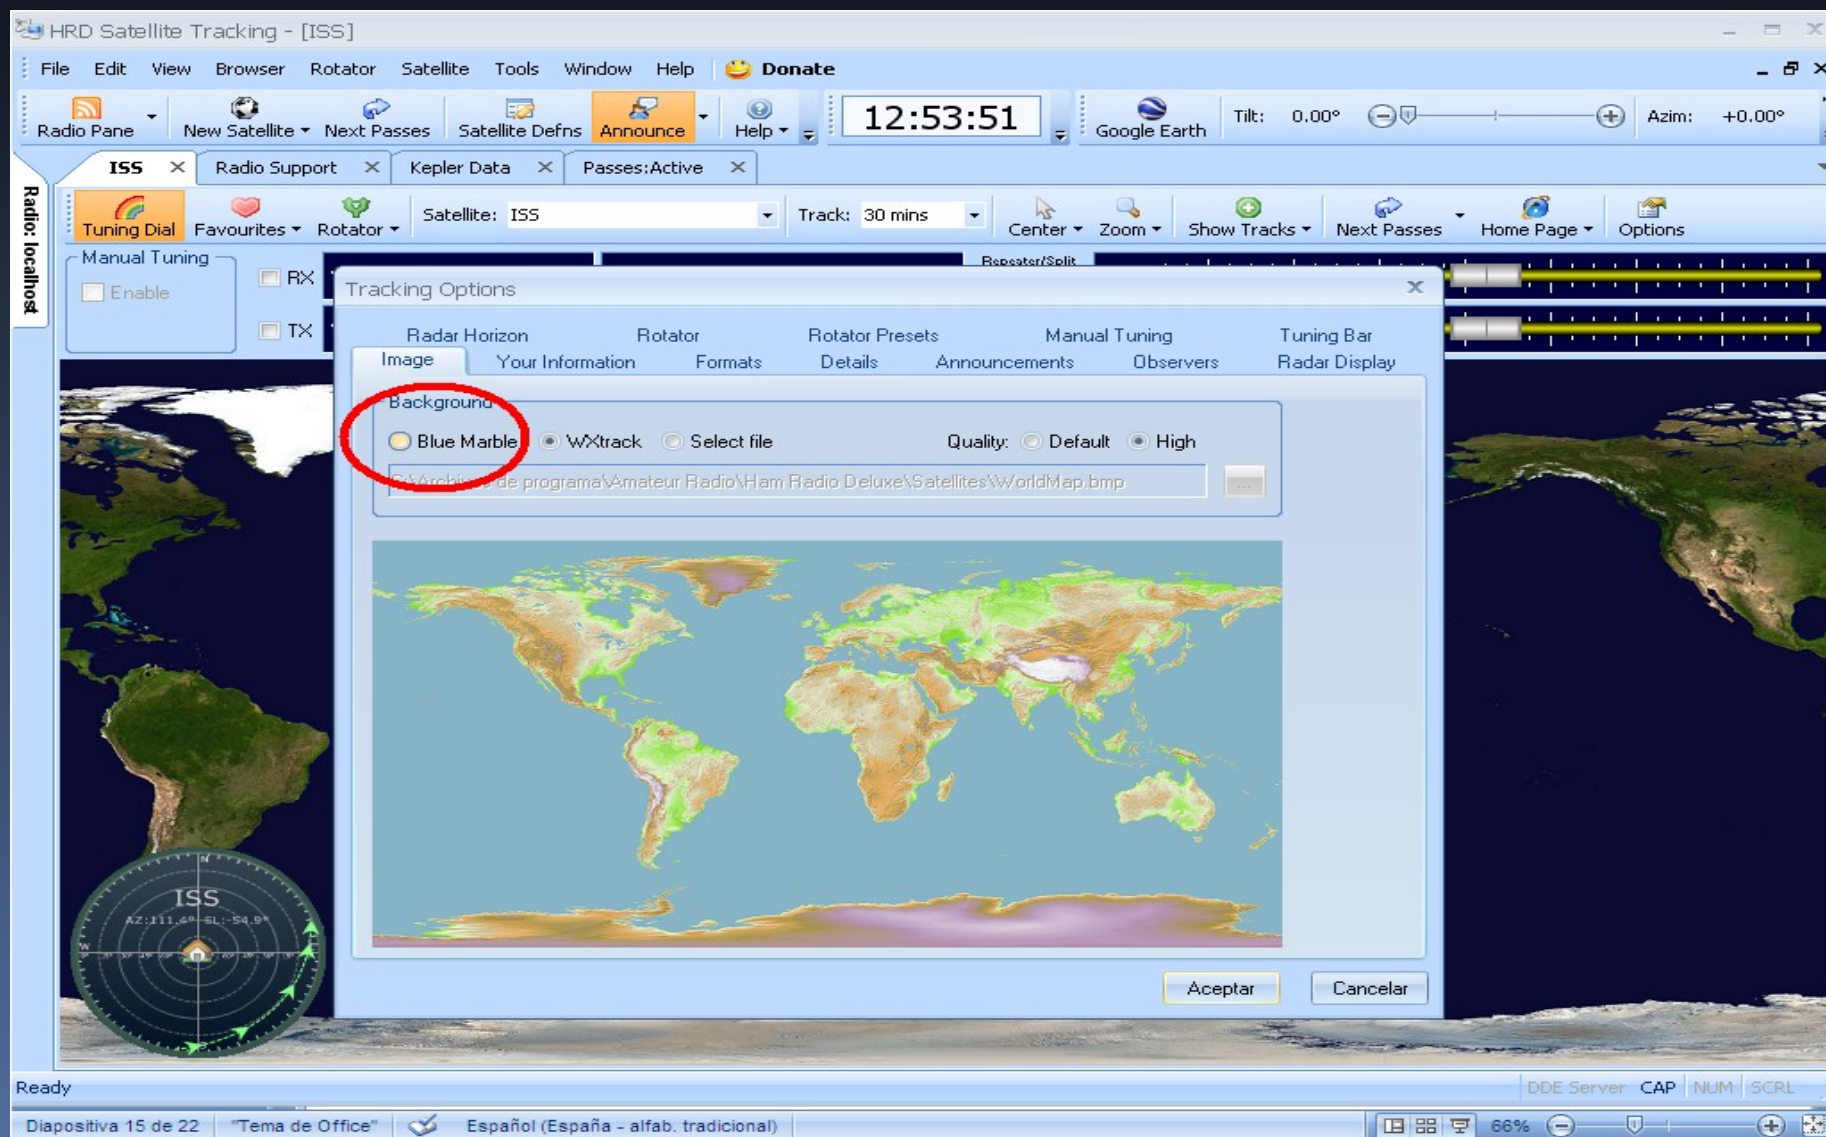 HRD Satellite Tracking - [ISS]
File Edit View Browser Rotator Satellite Tools Window Help Donate
Radio Pane New Satellite Next Passes Satellite Defns Announce Help 12:53:51 Google Earth Tilt: 0.00° Azim: +0.00°
ISS Radio Support Kepler Data Passes:Active
Radio: localhost
Tuning Dial Favourites Rotator Satellite: ISS Track: 30 mins Center Zoom Show Tracks Next Passes Home Page Options
Manual Tuning
Enable
RX
TX
Repeater/Split
Tracking Options
Radar Horizon Rotator Rotator Presets Manual Tuning Tuning Bar
Image Your Information Formats Details Announcements Observers Radar Display
Background
Blue Marble WXtrack Select file Quality: Default High
de programa\Amateur Radio\Ham Radio Deluxe\Satellites\WorldMap.bmp ...
N
ISS
AZ:111.4° EL:-54.9°
W
Aceptar Cancelar
Ready DDE Server CAP NUM SCRL
Diapositiva 15 de 22 "Tema de Office" Español (España - alfab. tradicional) 66%